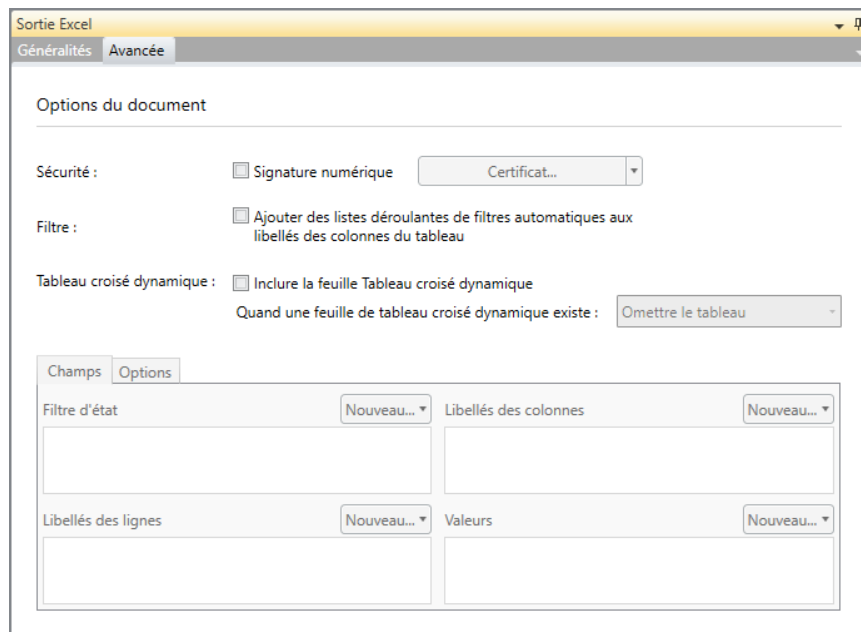 Sortie Excel
Généralités Avancée
Options du document
Sécurité : Signature numérique Certificat...
Filtre : Ajouter des listes déroulantes de filtres automatiques aux
libellés des colonnes du tableau
Tableau croisé dynamique : Inclure la feuille Tableau croisé dynamique
Quand une feuille de tableau croisé dynamique existe : Omettre le tableau
Champs Options
Filtre d'état Nouveau... Libellés des colonnes Nouveau...
Libellés des lignes Nouveau... Valeurs Nouveau...